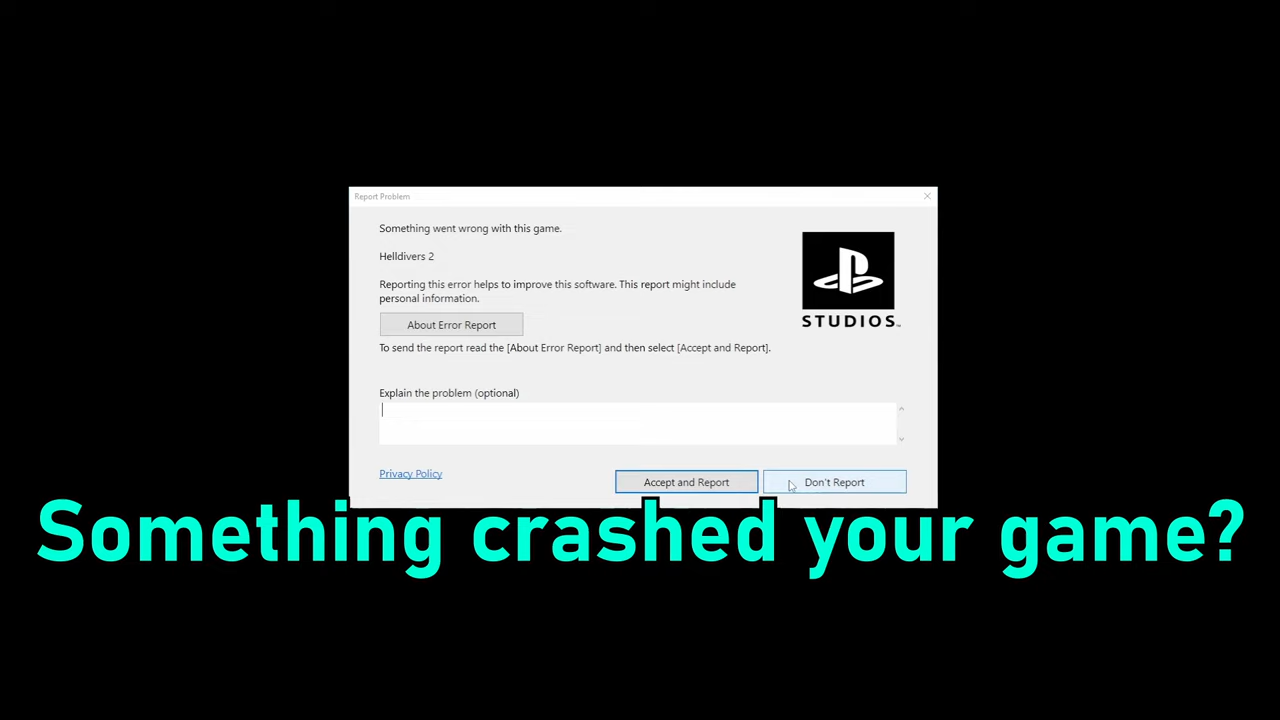 Report Problem
Something went wrong with this game.
Helldivers 2
Reporting this error helps to improve this software. This report might include
personal information.
About Error Report
To send the report read the [About Error Report] and then select [Accept and Report].
STUDIOS™
Explain the problem (optional)
Privacy Policy
Accept and Report
Don't Report
Something crashed your game?